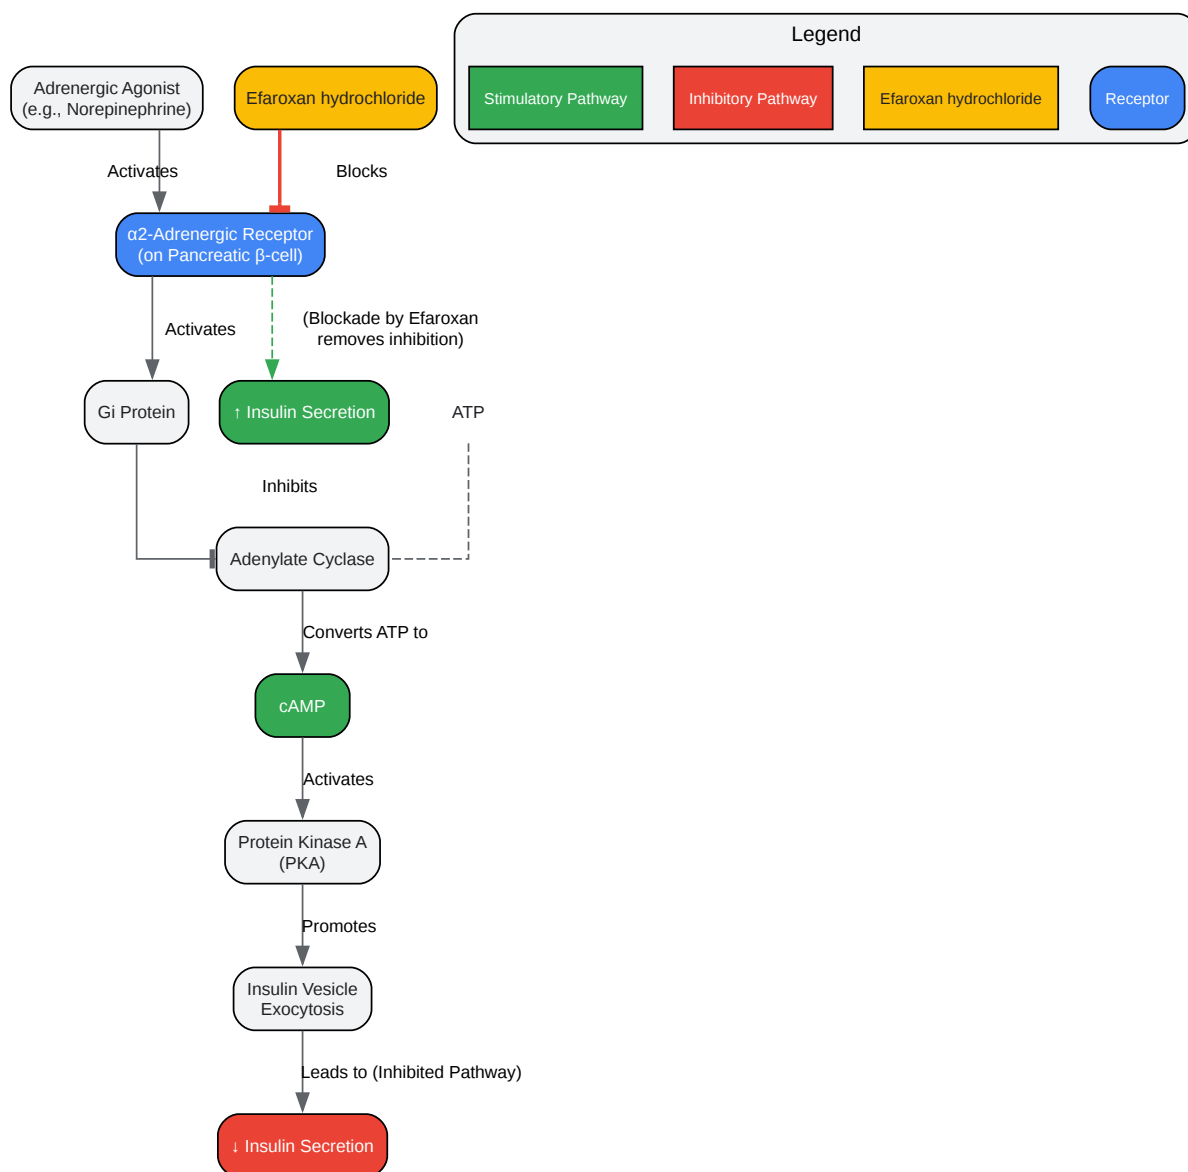 Legend
Stimulatory Pathway
Inhibitory Pathway
Efaroxan hydrochloride
Receptor
Adrenergic Agonist
(e.g., Norepinephrine)
Efaroxan hydrochloride
Activates
Blocks
α2-Adrenergic Receptor
(on Pancreatic β-cell)
Activates
(Blockade by Efaroxan
removes inhibition)
Gi Protein
↑ Insulin Secretion
ATP
Inhibits
Adenylate Cyclase
Converts ATP to
cAMP
Activates
Protein Kinase A
(PKA)
Promotes
Insulin Vesicle
Exocytosis
Leads to (Inhibited Pathway)
↓ Insulin Secretion